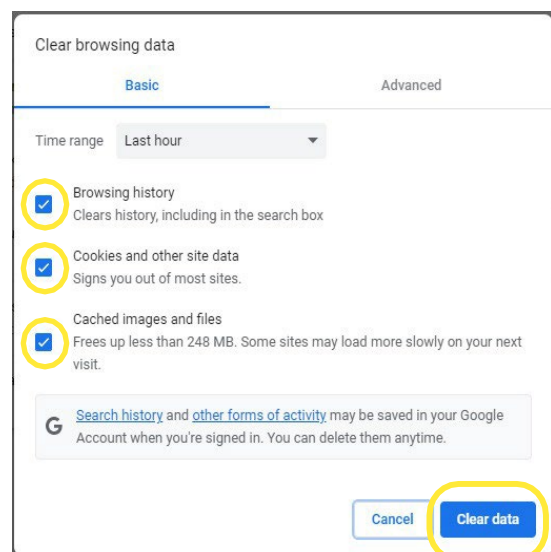 Clear browsing data
Basic
Advanced
Time range
Last hour
Browsing history
Clears history, including in the search box
Cookies and other site data
Signs you out of most sites.
Cached images and files
Frees up less than 248 MB. Some sites may load more slowly on your next
visit.
G
Search history and other forms of activity may be saved in your Google
Account when you're signed in. You can delete them anytime.
Cancel
Clear data